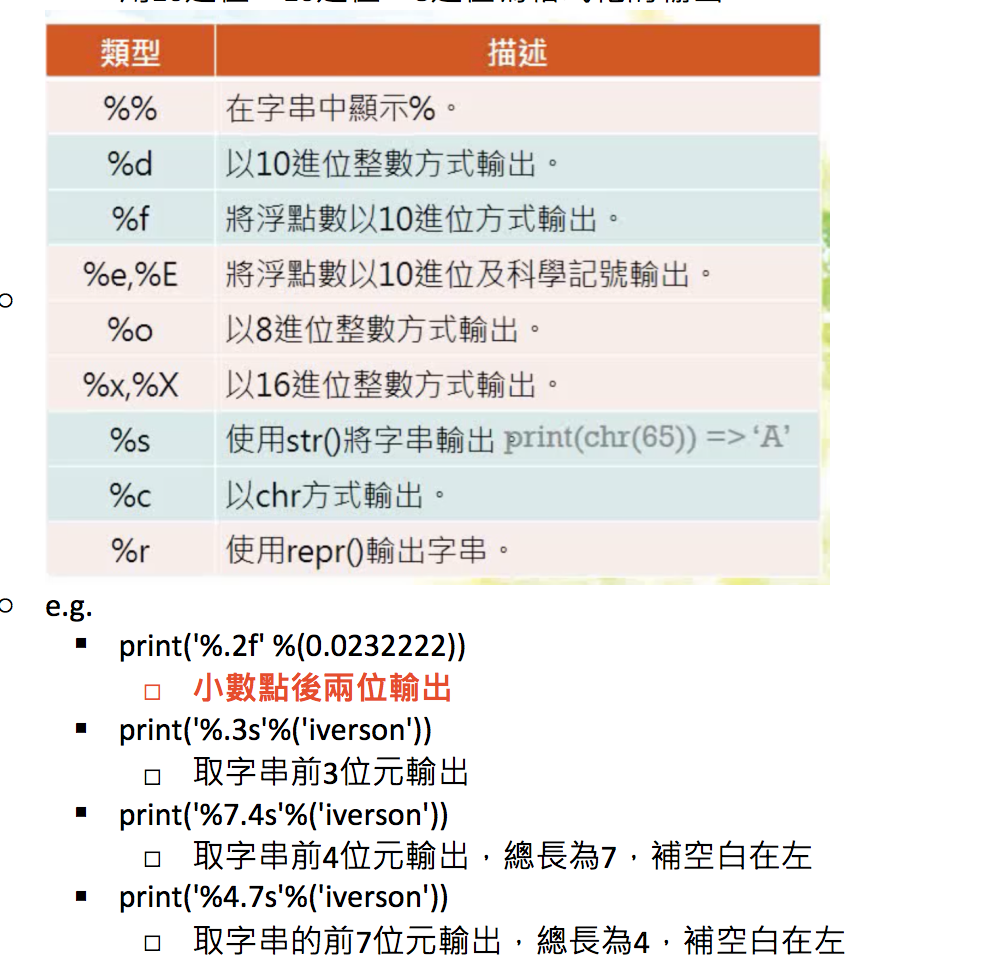 類型 描述
%% 在字串中顯示%。
%d 以10進位整數方式輸出。
%f 將浮點數以10進位方式輸出。
%e,%E 將浮點數以10進位及科學記號輸出。
%o 以8進位整數方式輸出。
%x,%X 以16進位整數方式輸出。
%s 使用str()將字串輸出 print(chr(65)) => ‘A’
%c 以chr方式輸出。
%r 使用repr()輸出字串。
e.g.
print('%.2f' %(0.0232222))
小數點後兩位輸出
print('%.3s'%('iverson'))
取字串前3位元輸出
print('%7.4s'%('iverson'))
取字串前4位元輸出，總長為7，補空白在左
print('%4.7s'%('iverson'))
取字串的前7位元輸出，總長為4，補空白在左